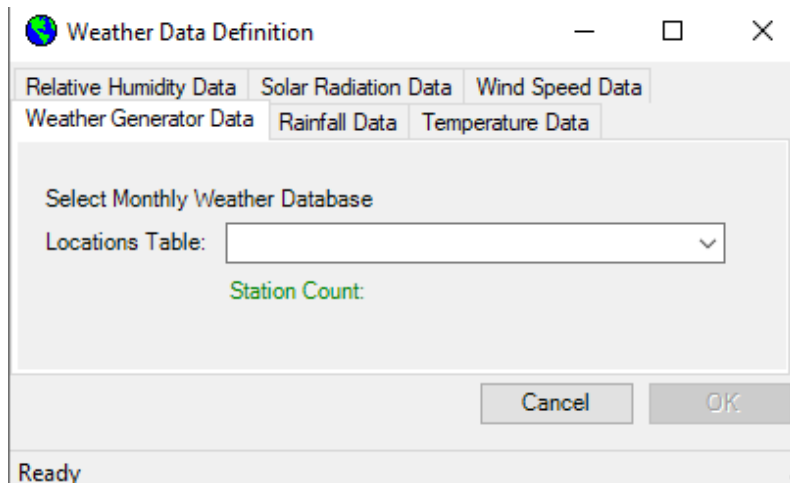 Weather Data Definition
Relative Humidity Data Solar Radiation Data Wind Speed Data
Weather Generator Data Rainfall Data Temperature Data
Select Monthly Weather Database
Locations Table:
Station Count:
Cancel OK
Ready